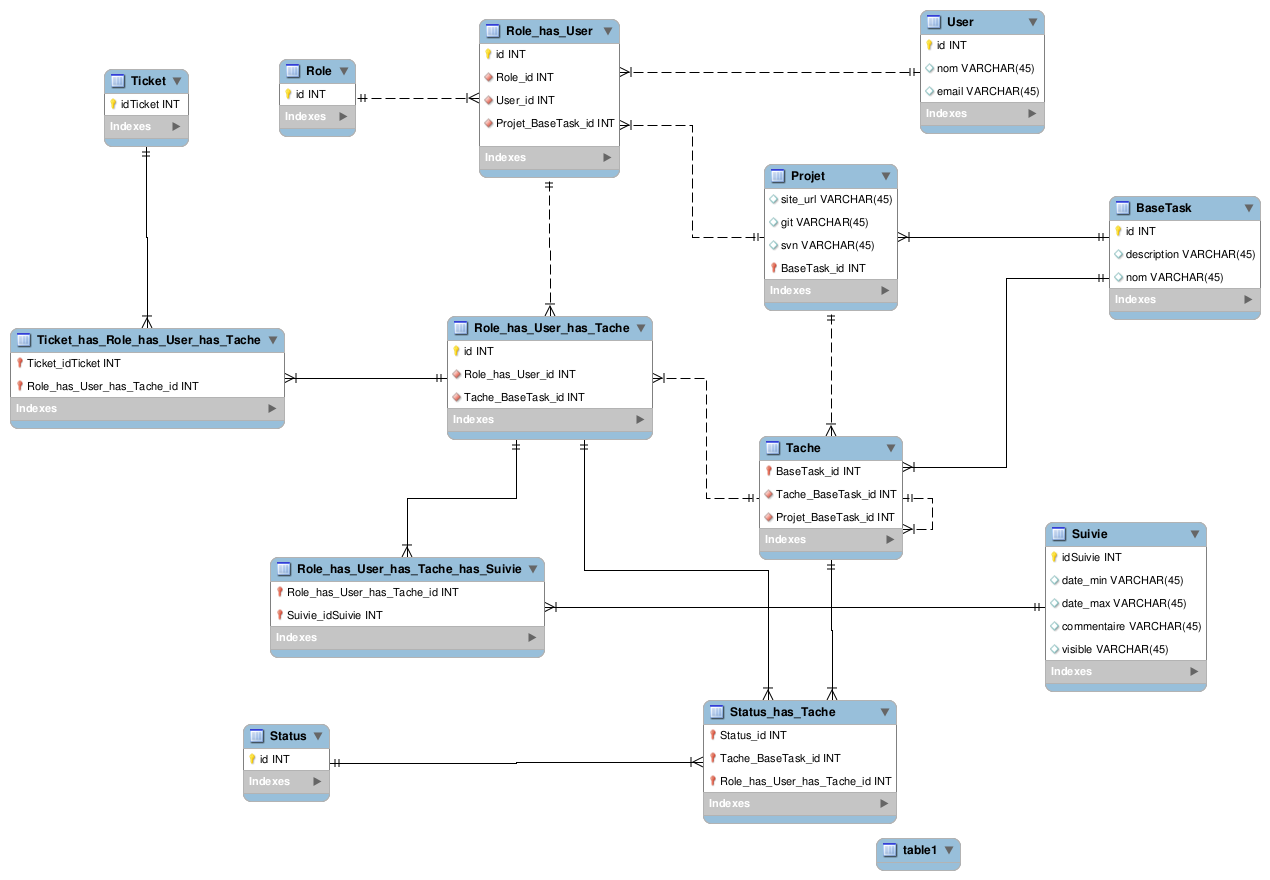 User
id INT
nom VARCHAR(45)
email VARCHAR(45)
Indexes
Role_has_User
id INT
Role_id INT
User_id INT
Projet_BaseTask_id INT
Indexes
Role
id INT
Indexes
Ticket
idTicket INT
Indexes
Projet
site_url VARCHAR(45)
git VARCHAR(45)
svn VARCHAR(45)
BaseTask_id INT
Indexes
BaseTask
id INT
description VARCHAR(45)
nom VARCHAR(45)
Indexes
Ticket_has_Role_has_User_has_Tache
Ticket_idTicket INT
Role_has_User_has_Tache_id INT
Indexes
Role_has_User_has_Tache
id INT
Role_has_User_id INT
Tache_BaseTask_id INT
Indexes
Tache
BaseTask_id INT
Tache_BaseTask_id INT
Projet_BaseTask_id INT
Indexes
Suivie
idSuivie INT
date_min VARCHAR(45)
date_max VARCHAR(45)
commentaire VARCHAR(45)
visible VARCHAR(45)
Indexes
Role_has_User_has_Tache_has_Suivie
Role_has_User_has_Tache_id INT
Suivie_idSuivie INT
Indexes
Status_has_Tache
Status_id INT
Tache_BaseTask_id INT
Role_has_User_has_Tache_id INT
Indexes
Status
id INT
Indexes
table1